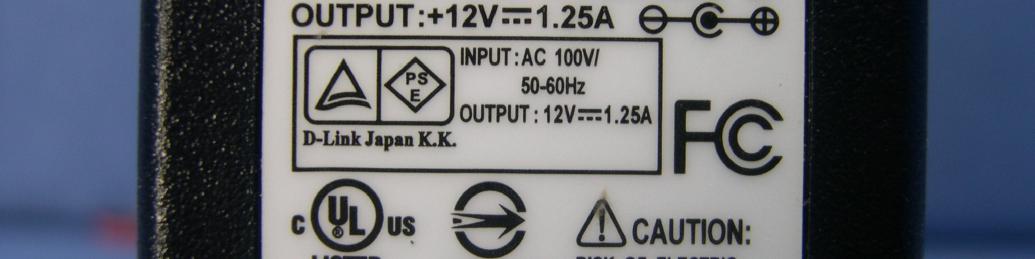 OUTPUT:+12V⎓1.25A
INPUT:AC 100V/
50-60Hz
OUTPUT:12V⎓1.25A
PS
E
D-Link Japan K.K.
FC
c UL® US
CAUTION: